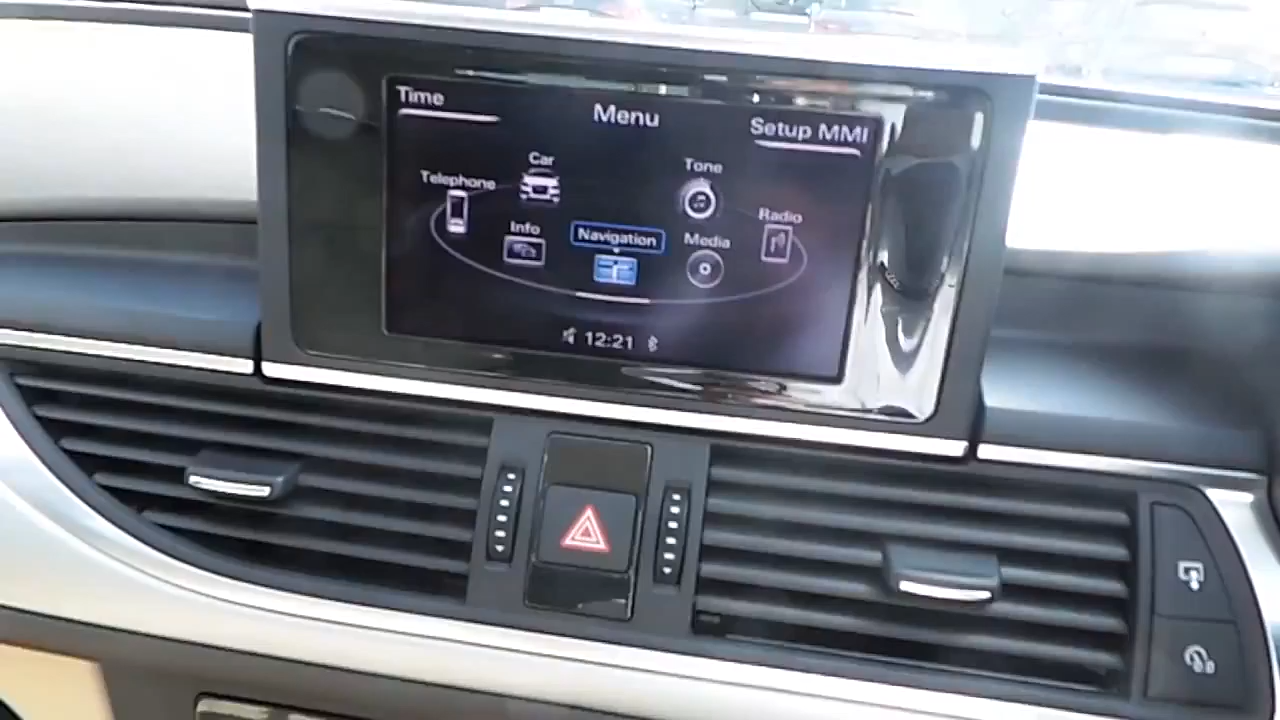 Time
Menu
Setup MMI
Car
Tone
Telephone
Radio
Info
Navigation
Media
12:21